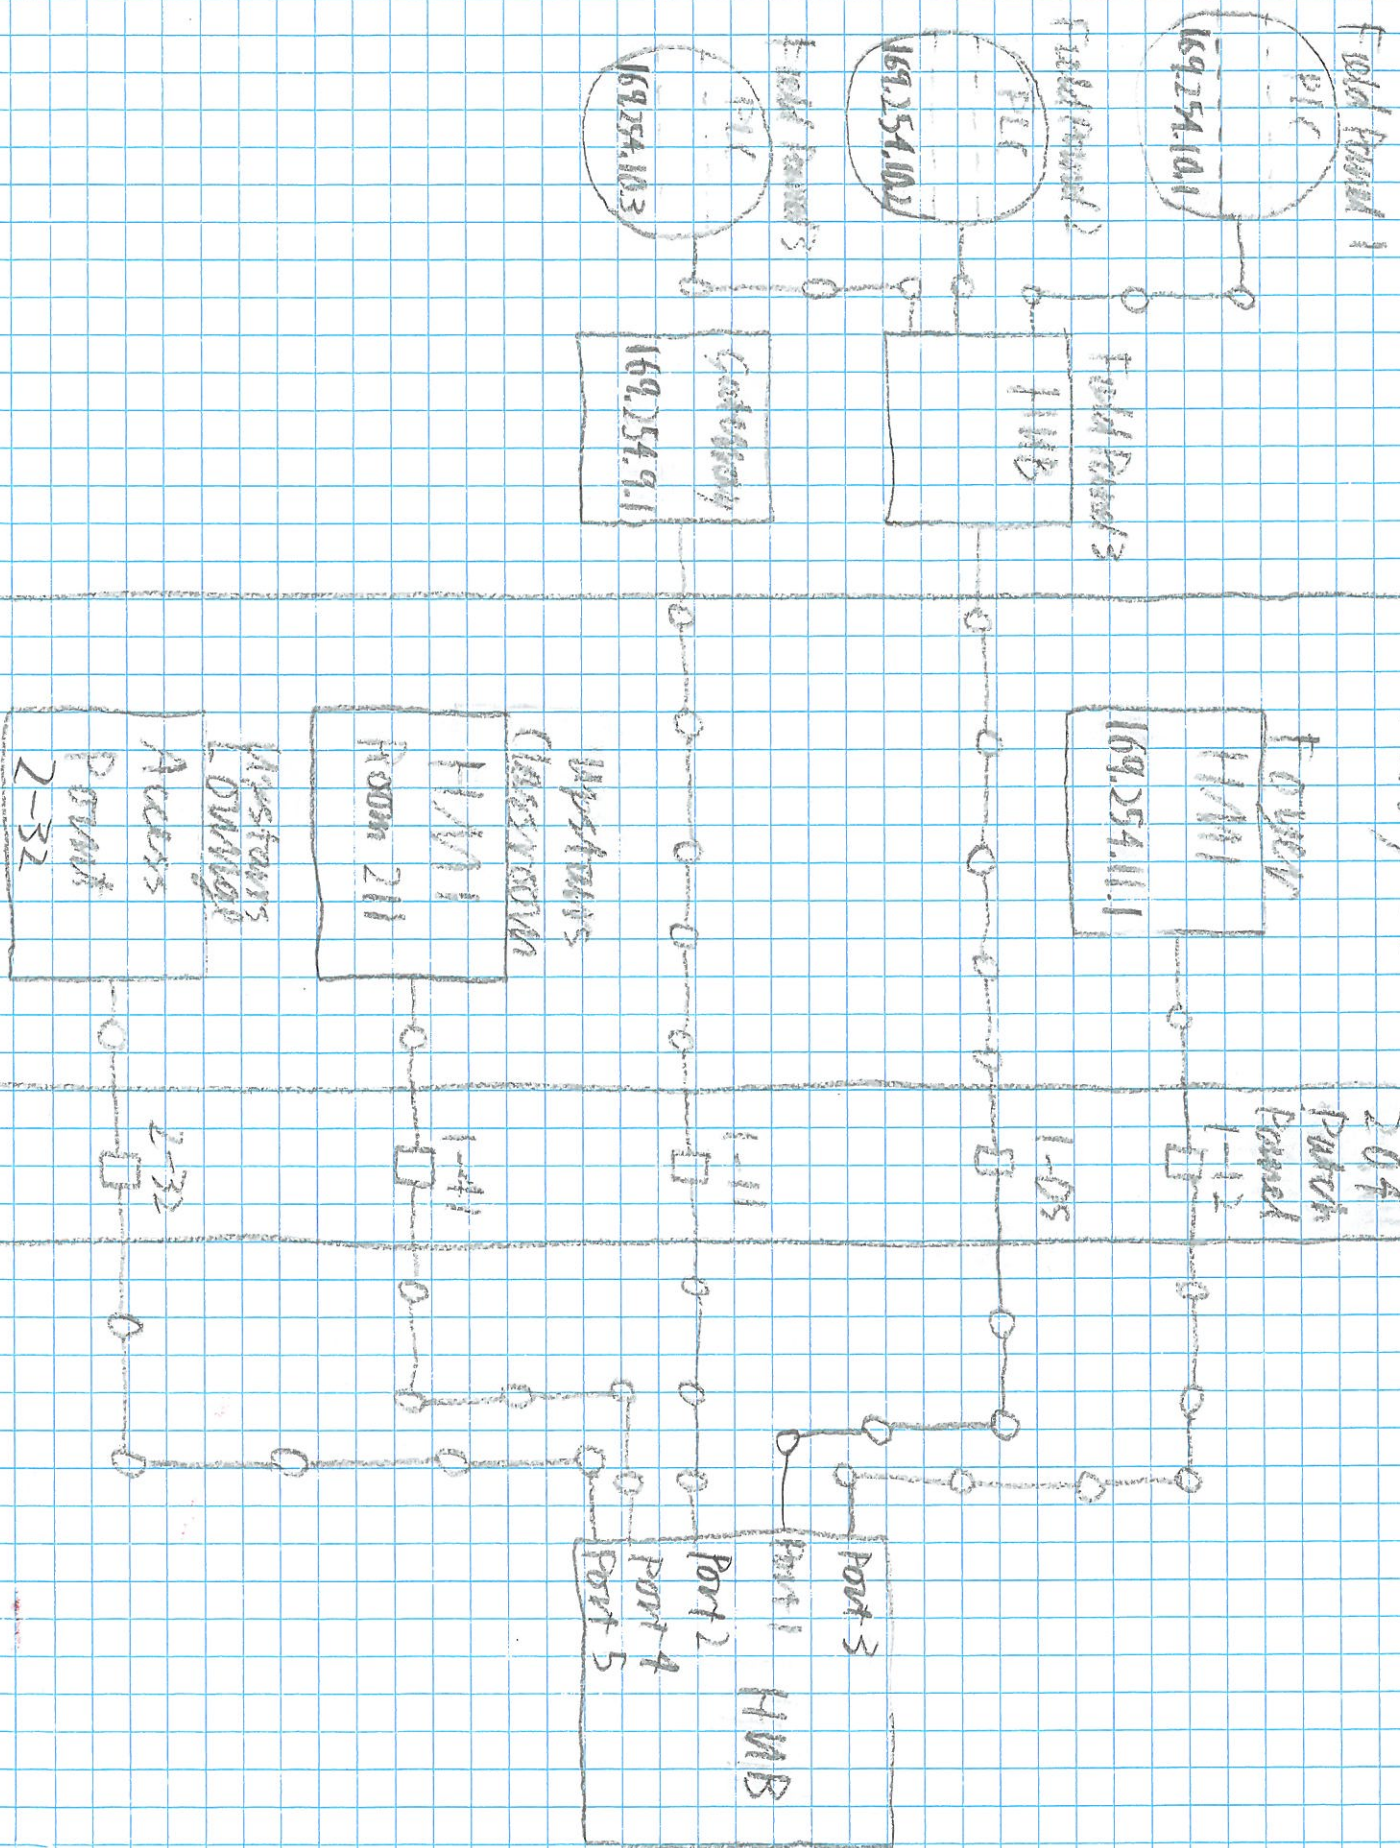 Field Panel 1
PLC
169.254.10.1
Field Panel 2
PLC
169.254.10.2
Field Panel 3
PLC
169.254.10.3
Field Panel 3
HUB
Gateway
169.254.9.1
Foyer
HMI
169.254.11.1
Upstairs
Classroom
HMI
Room 211
Upstairs
Lounge
Access
Point
2-32
204
Patch
Panel
1-12
1-05
1-11
1-41
2-32
Port 3
Port 1
Port 2
Port 4
Port 5
HUB